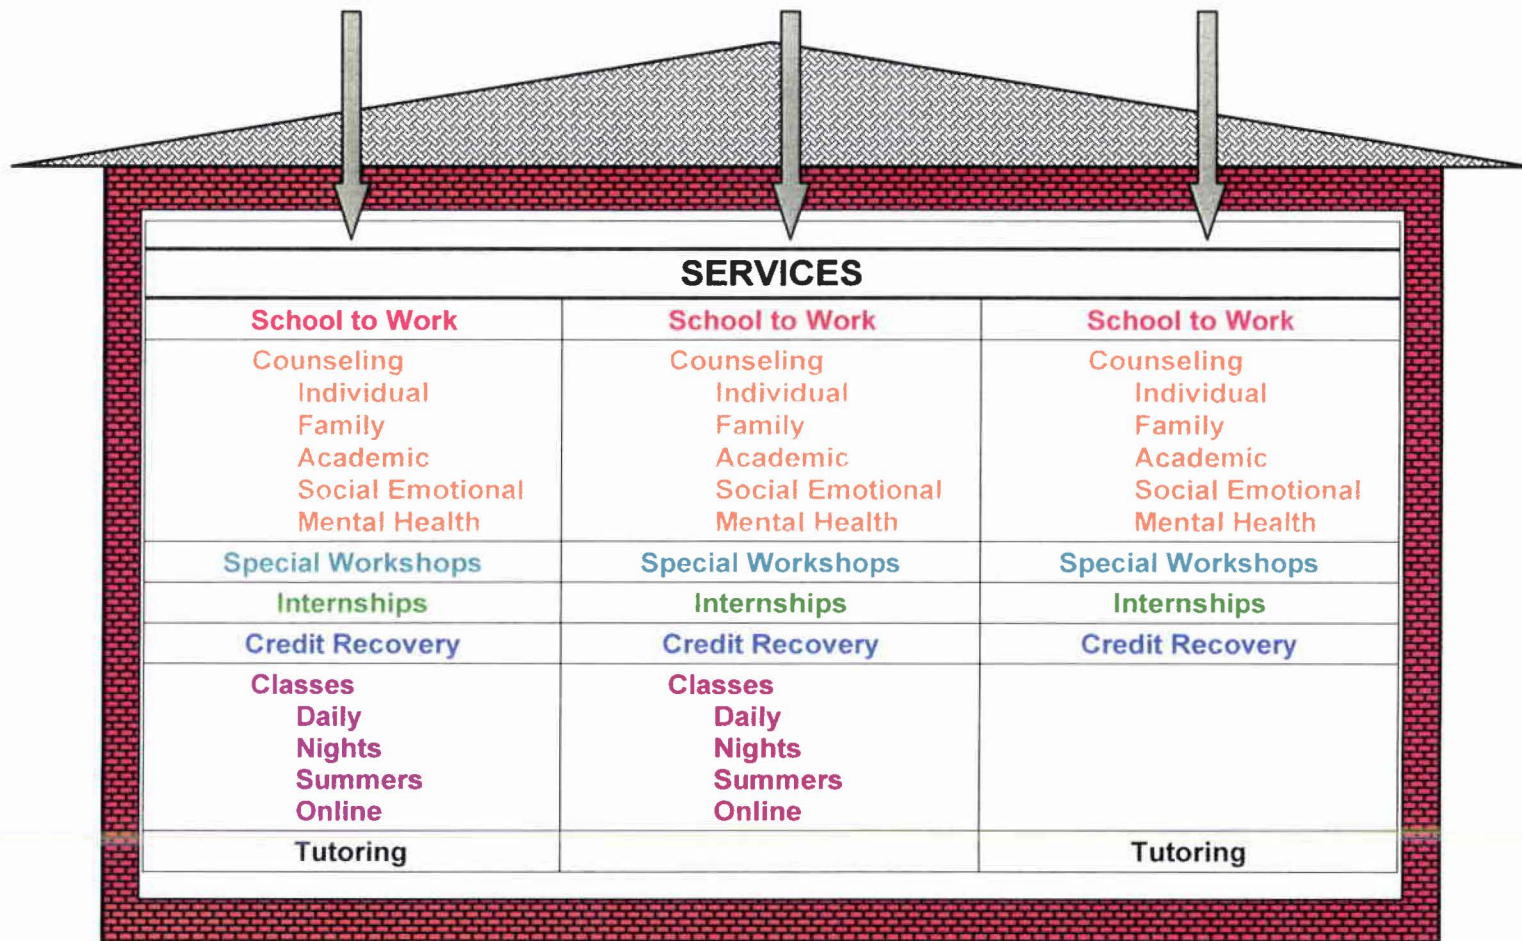 SERVICES
School to Work School to Work School to Work
Counseling Counseling Counseling
Individual Individual Individual
Family Family Family
Academic Academic Academic
Social Emotional Social Emotional Social Emotional
Mental Health Mental Health Mental Health
Special Workshops Special Workshops Special Workshops
Internships Internships Internships
Credit Recovery Credit Recovery Credit Recovery
Classes Classes
Daily Daily
Nights Nights
Summers Summers
Online Online
Tutoring Tutoring